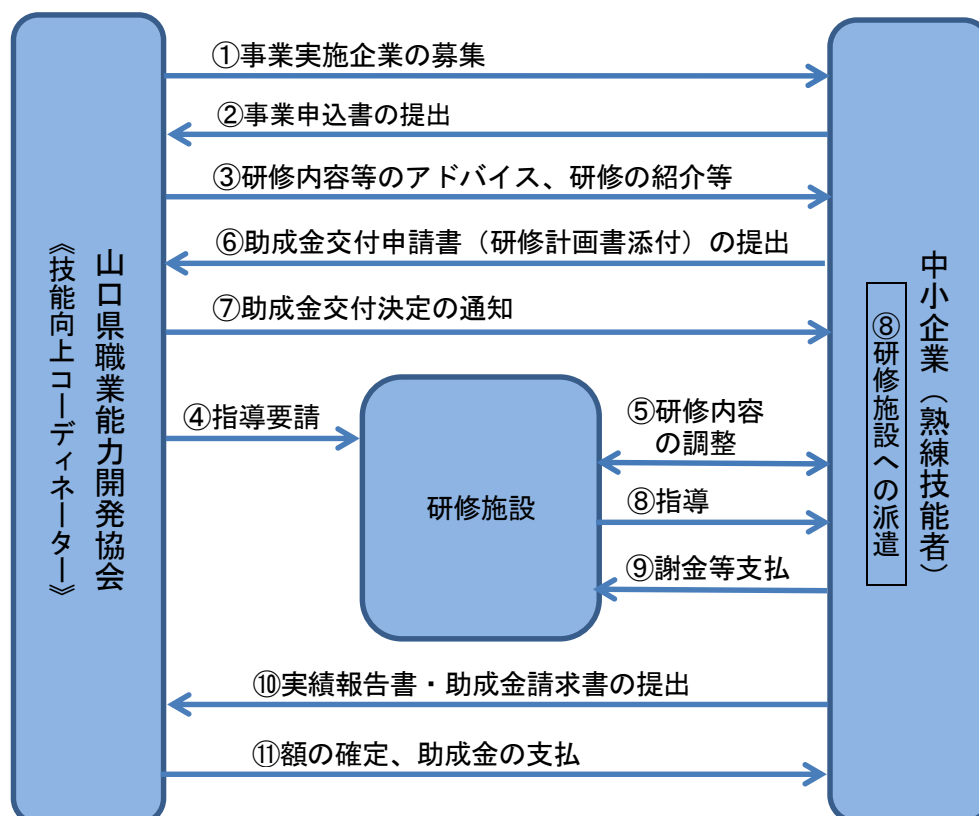 ①事業実施企業の募集
②事業申込書の提出
③研修内容等のアドバイス、研修の紹介等
⑥助成金交付申請書（研修計画書添付）の提出
⑦助成金交付決定の通知
山口県職業能力開発協会
《技能向上コーディネーター》
④指導要請
研修施設
⑤研修内容
の調整
⑧指導
⑨謝金等支払
中小企業（熟練技能者）
⑧研修施設への派遣
⑩実績報告書・助成金請求書の提出
⑪額の確定、助成金の支払